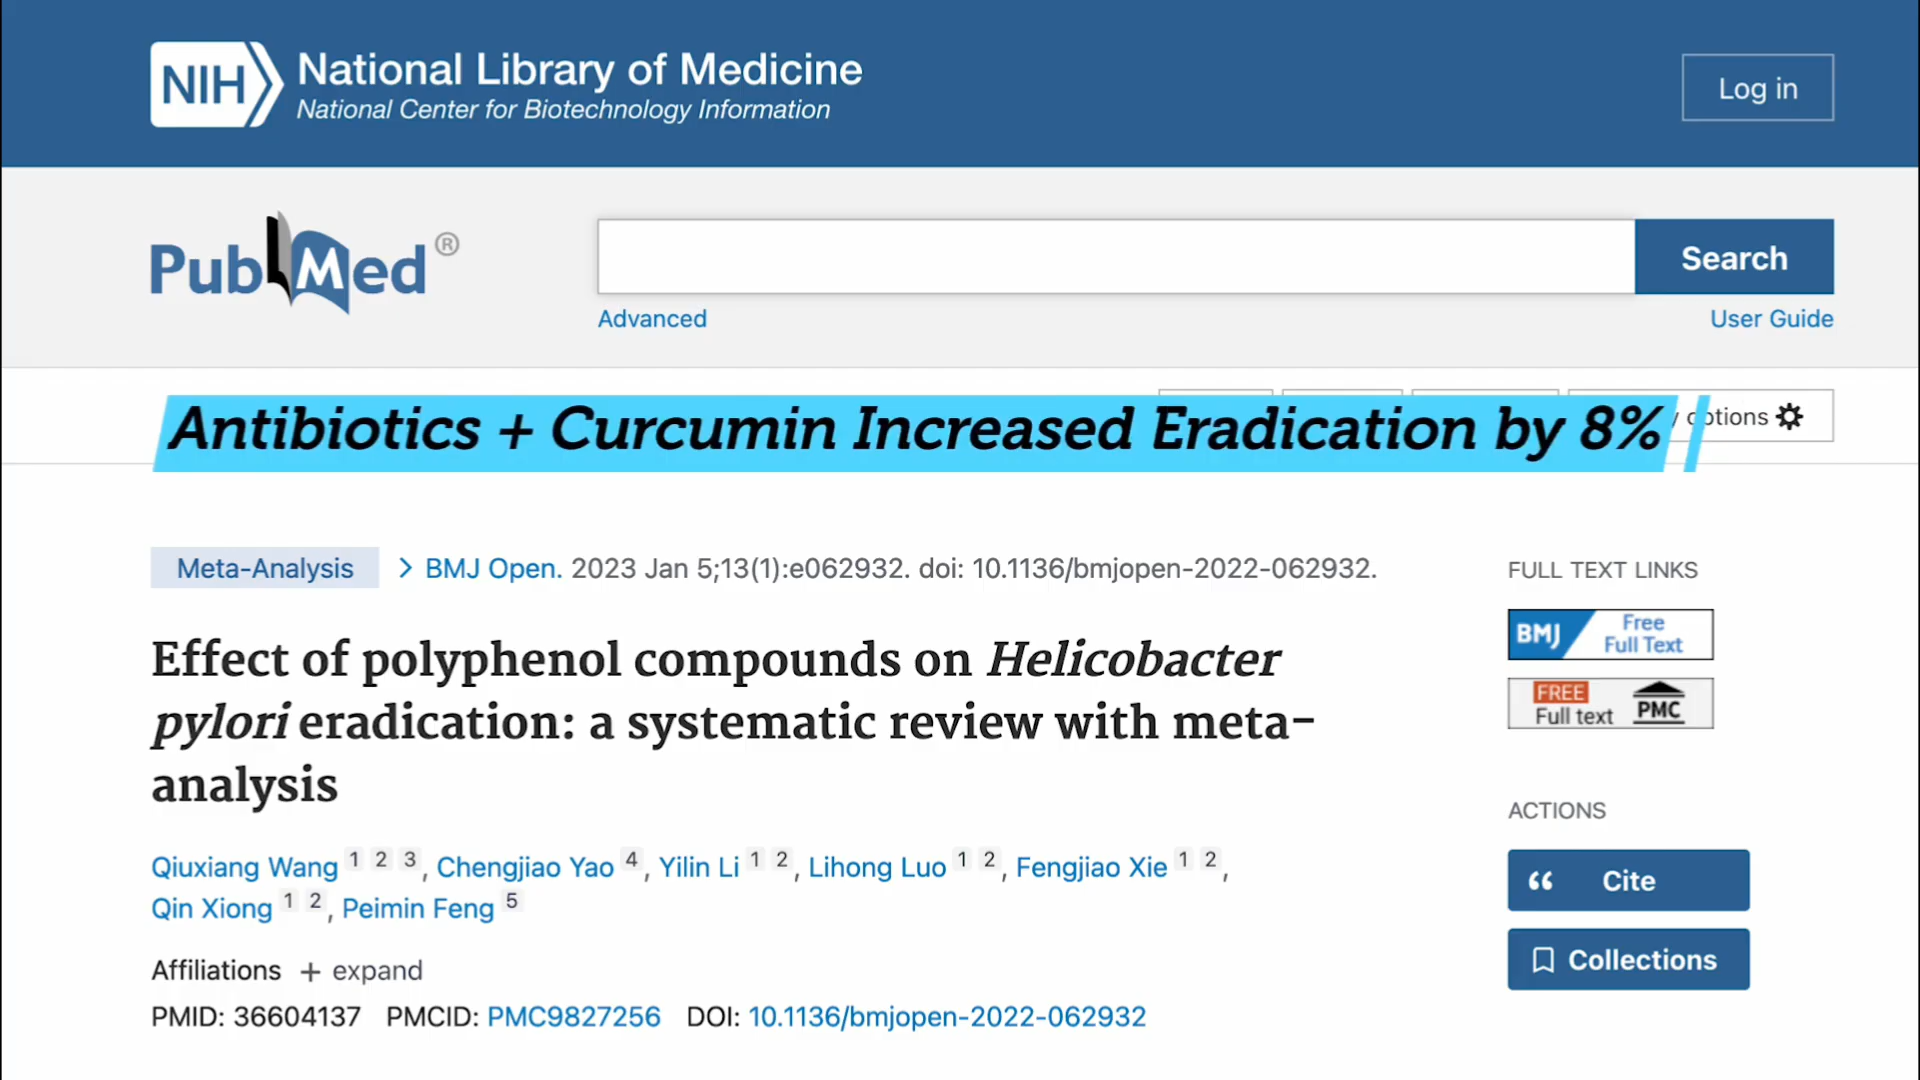 NIH National Library of Medicine
National Center for Biotechnology Information
Log in
PubMed®
Search
Advanced
User Guide
Antibiotics + Curcumin Increased Eradication by 8%
y options
Meta-Analysis > BMJ Open. 2023 Jan 5;13(1):e062932. doi: 10.1136/bmjopen-2022-062932.
Effect of polyphenol compounds on Helicobacter
pylori eradication: a systematic review with meta-
analysis
Qiuxiang Wang 1 2 3, Chengjiao Yao 4, Yilin Li 1 2, Lihong Luo 1 2, Fengjiao Xie 1 2,
Qin Xiong 1 2, Peimin Feng 5
Affiliations + expand
PMID: 36604137 PMCID: PMC9827256 DOI: 10.1136/bmjopen-2022-062932
FULL TEXT LINKS
BMJ Free
Full Text
FREE
Full text PMC
ACTIONS
“ Cite
Collections